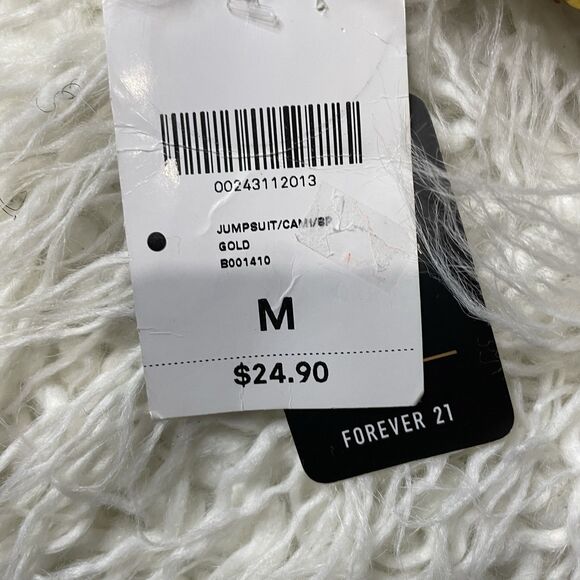 00243112013
JUMPSUIT/CAMI/SP
GOLD
B001410
M
$24.90
FOREVER 21